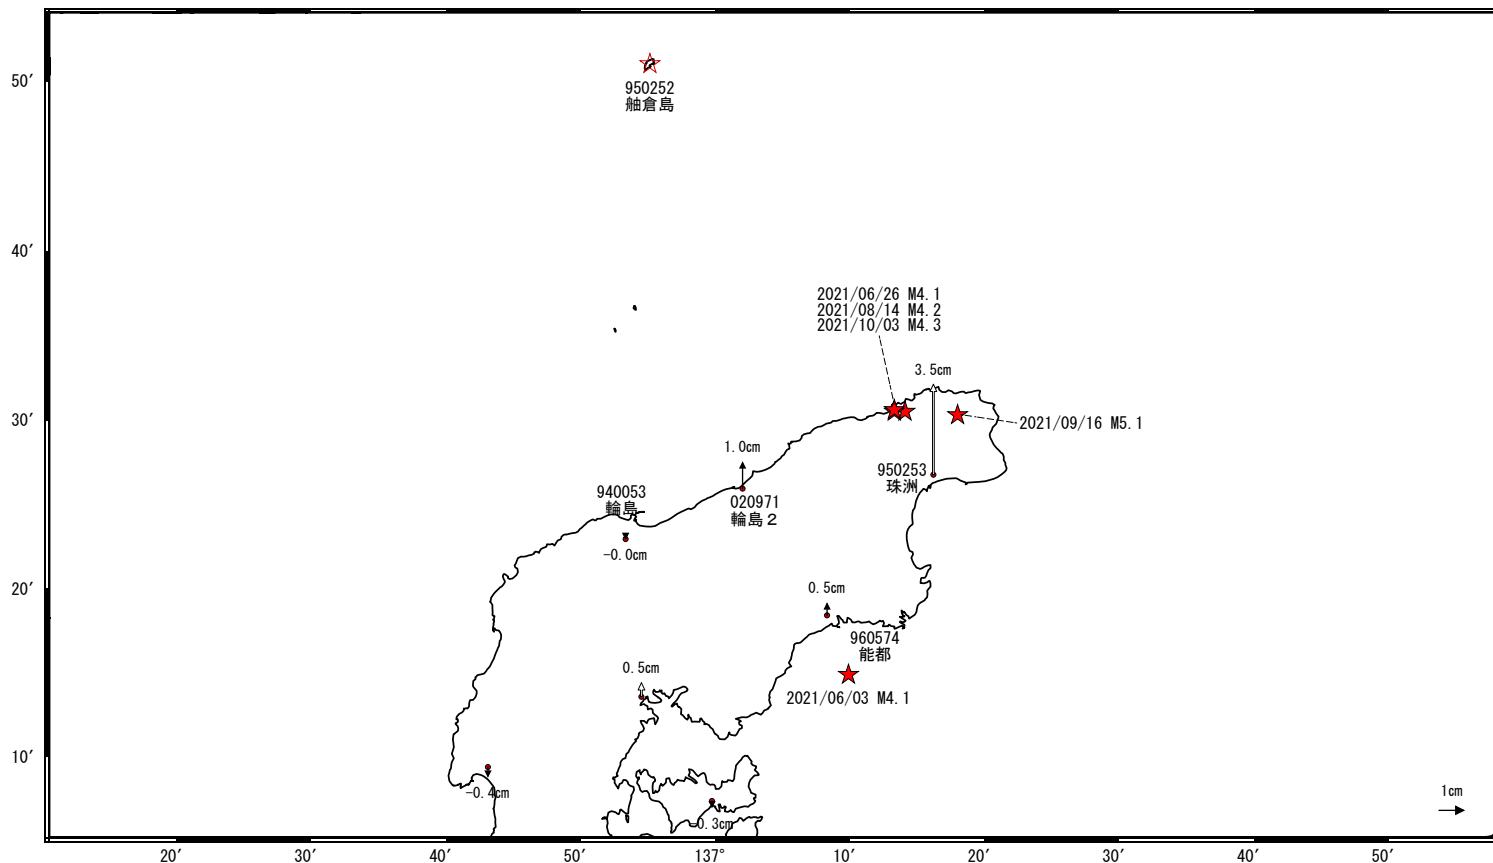 50′
950252
舳倉島
40′
2021/06/26 M4.1
2021/08/14 M4.2
2021/10/03 M4.3
3.5cm
30′
2021/09/16 M5.1
1.0cm
950253
珠洲
940053
輪島
020971
輪島２
-0.0cm
20′
0.5cm
960574
能都
0.5cm
2021/06/03 M4.1
10′
-0.4cm
1cm
-0.3cm
20′ 30′ 40′ 50′ 137° 10′ 20′ 30′ 40′ 50′